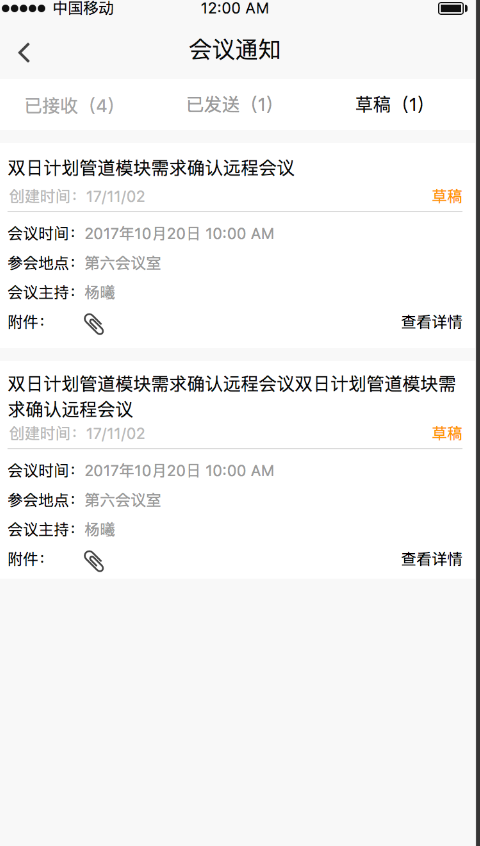 中国移动 12:00 AM
会议通知
已接收（4） 已发送（1） 草稿（1）
双日计划管道模块需求确认远程会议
创建时间：17/11/02 草稿
会议时间：2017年10月20日 10:00 AM
参会地点：第六会议室
会议主持：杨曦
附件： 查看详情
双日计划管道模块需求确认远程会议双日计划管道模块需
求确认远程会议
创建时间：17/11/02 草稿
会议时间：2017年10月20日 10:00 AM
参会地点：第六会议室
会议主持：杨曦
附件： 查看详情